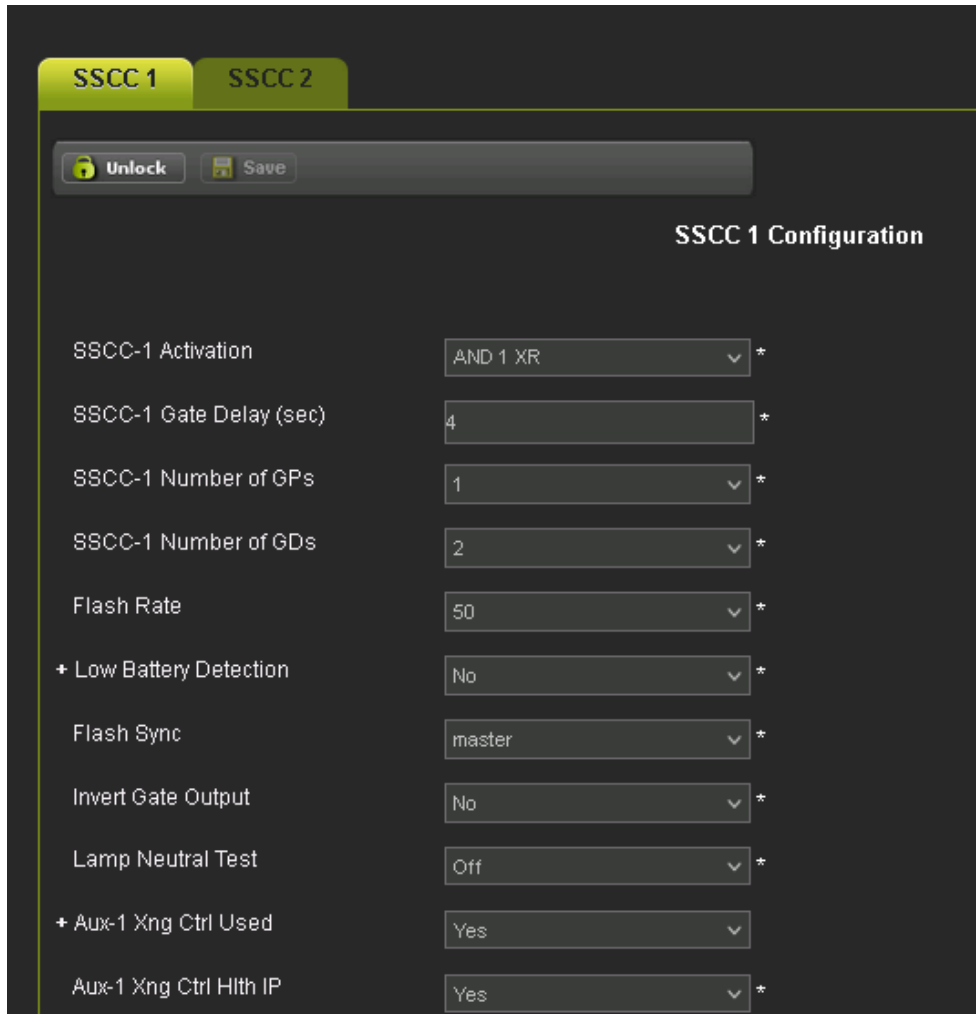 SSCC 1 SSCC 2
Unlock Save
SSCC 1 Configuration
SSCC-1 Activation AND 1 XR *
SSCC-1 Gate Delay (sec) 4 *
SSCC-1 Number of GPs 1 *
SSCC-1 Number of GDs 2 *
Flash Rate 50 *
+ Low Battery Detection No *
Flash Sync master *
Invert Gate Output No *
Lamp Neutral Test Off *
+ Aux-1 Xng Ctrl Used Yes
Aux-1 Xng Ctrl Hlth IP Yes *